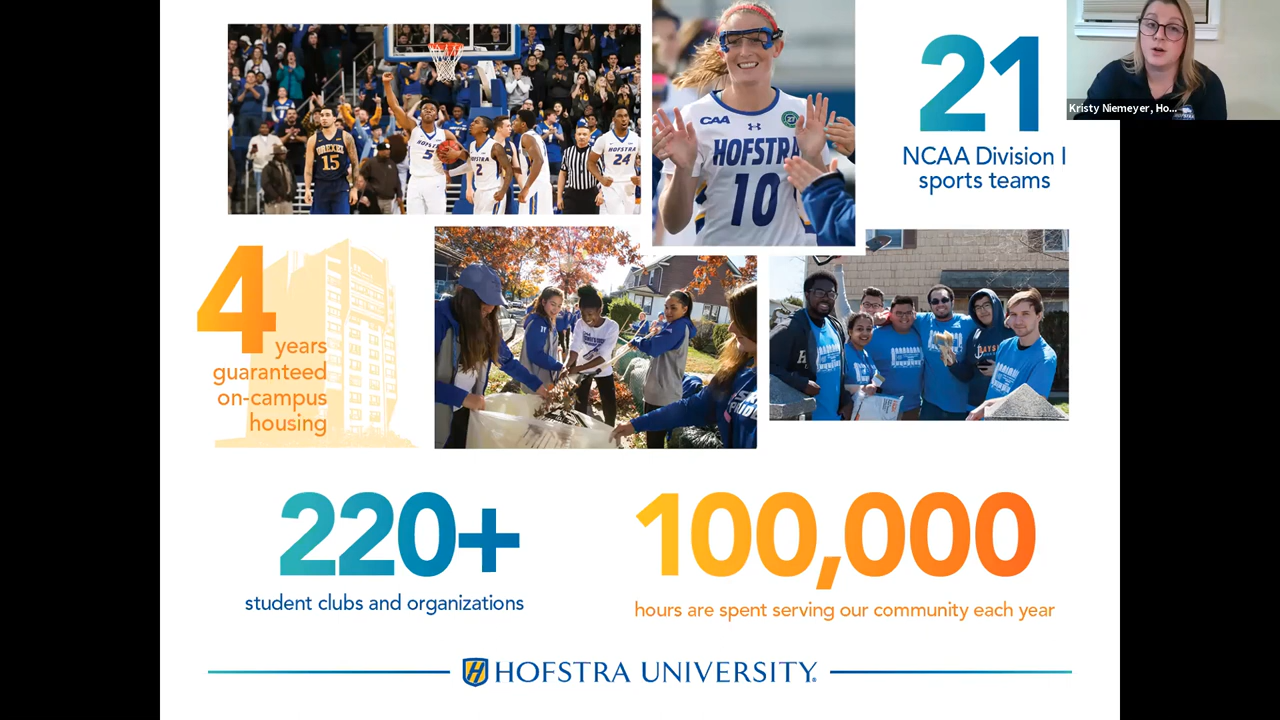 21
NCAA Division I
sports teams
Kristy Niemeyer, Ho...
DREXEL
15
HOFSTRA
5
2
HOFSTRA
24
CAA
HOFSTRA
10
4
years
guaranteed
on-campus
housing
220+
student clubs and organizations
100,000
hours are spent serving our community each year
H HOFSTRA UNIVERSITY®